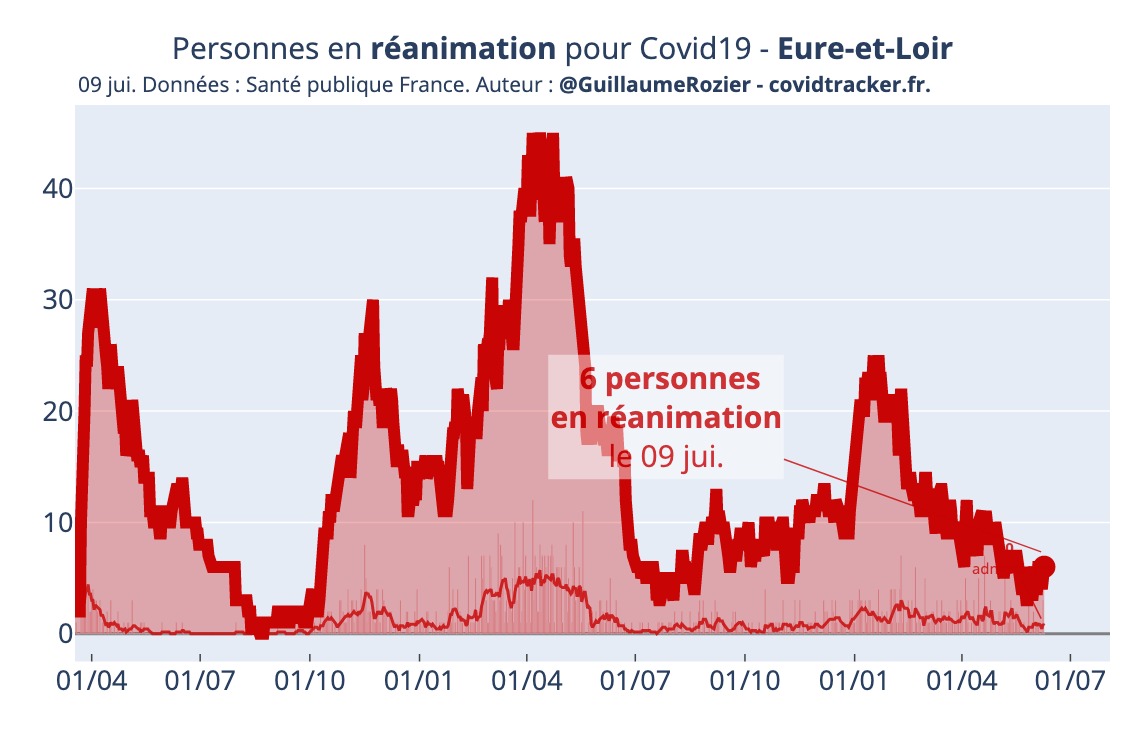 Personnes en réanimation pour Covid19 - Eure-et-Loir
09 jui. Données : Santé publique France. Auteur : @GuillaumeRozier - covidtracker.fr.
40
30
20
10
0
6 personnes
en réanimation
le 09 jui.
01/04 01/07 01/10 01/01 01/04 01/07 01/10 01/01 01/04 01/07